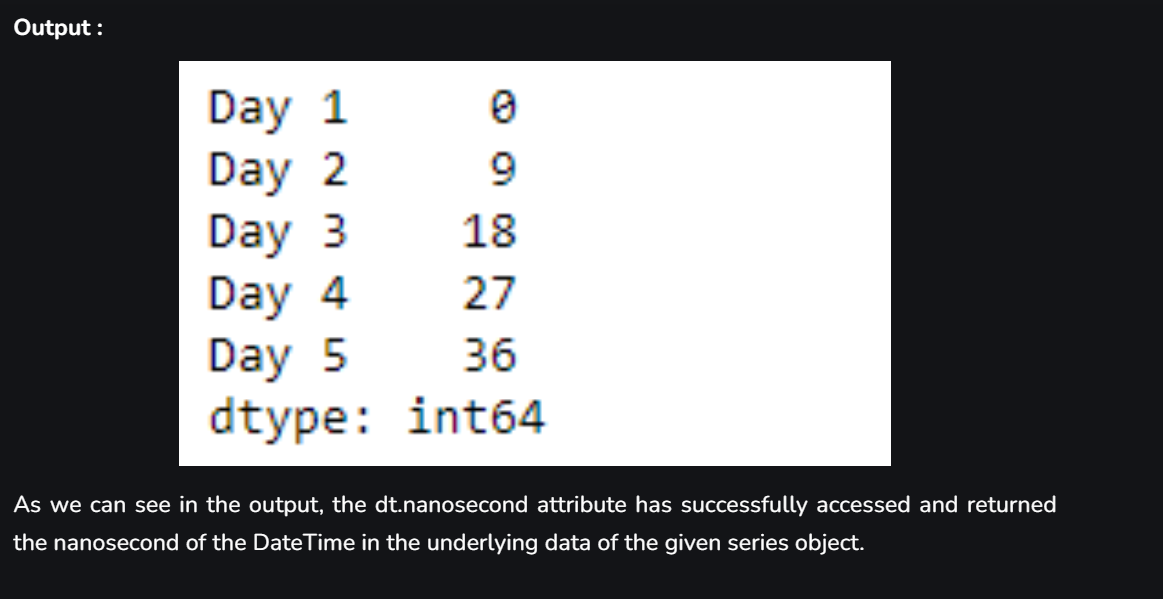 Output :
Day 1 0
Day 2 9
Day 3 18
Day 4 27
Day 5 36
dtype: int64
As we can see in the output, the dt.nanosecond attribute has successfully accessed and returned
the nanosecond of the DateTime in the underlying data of the given series object.